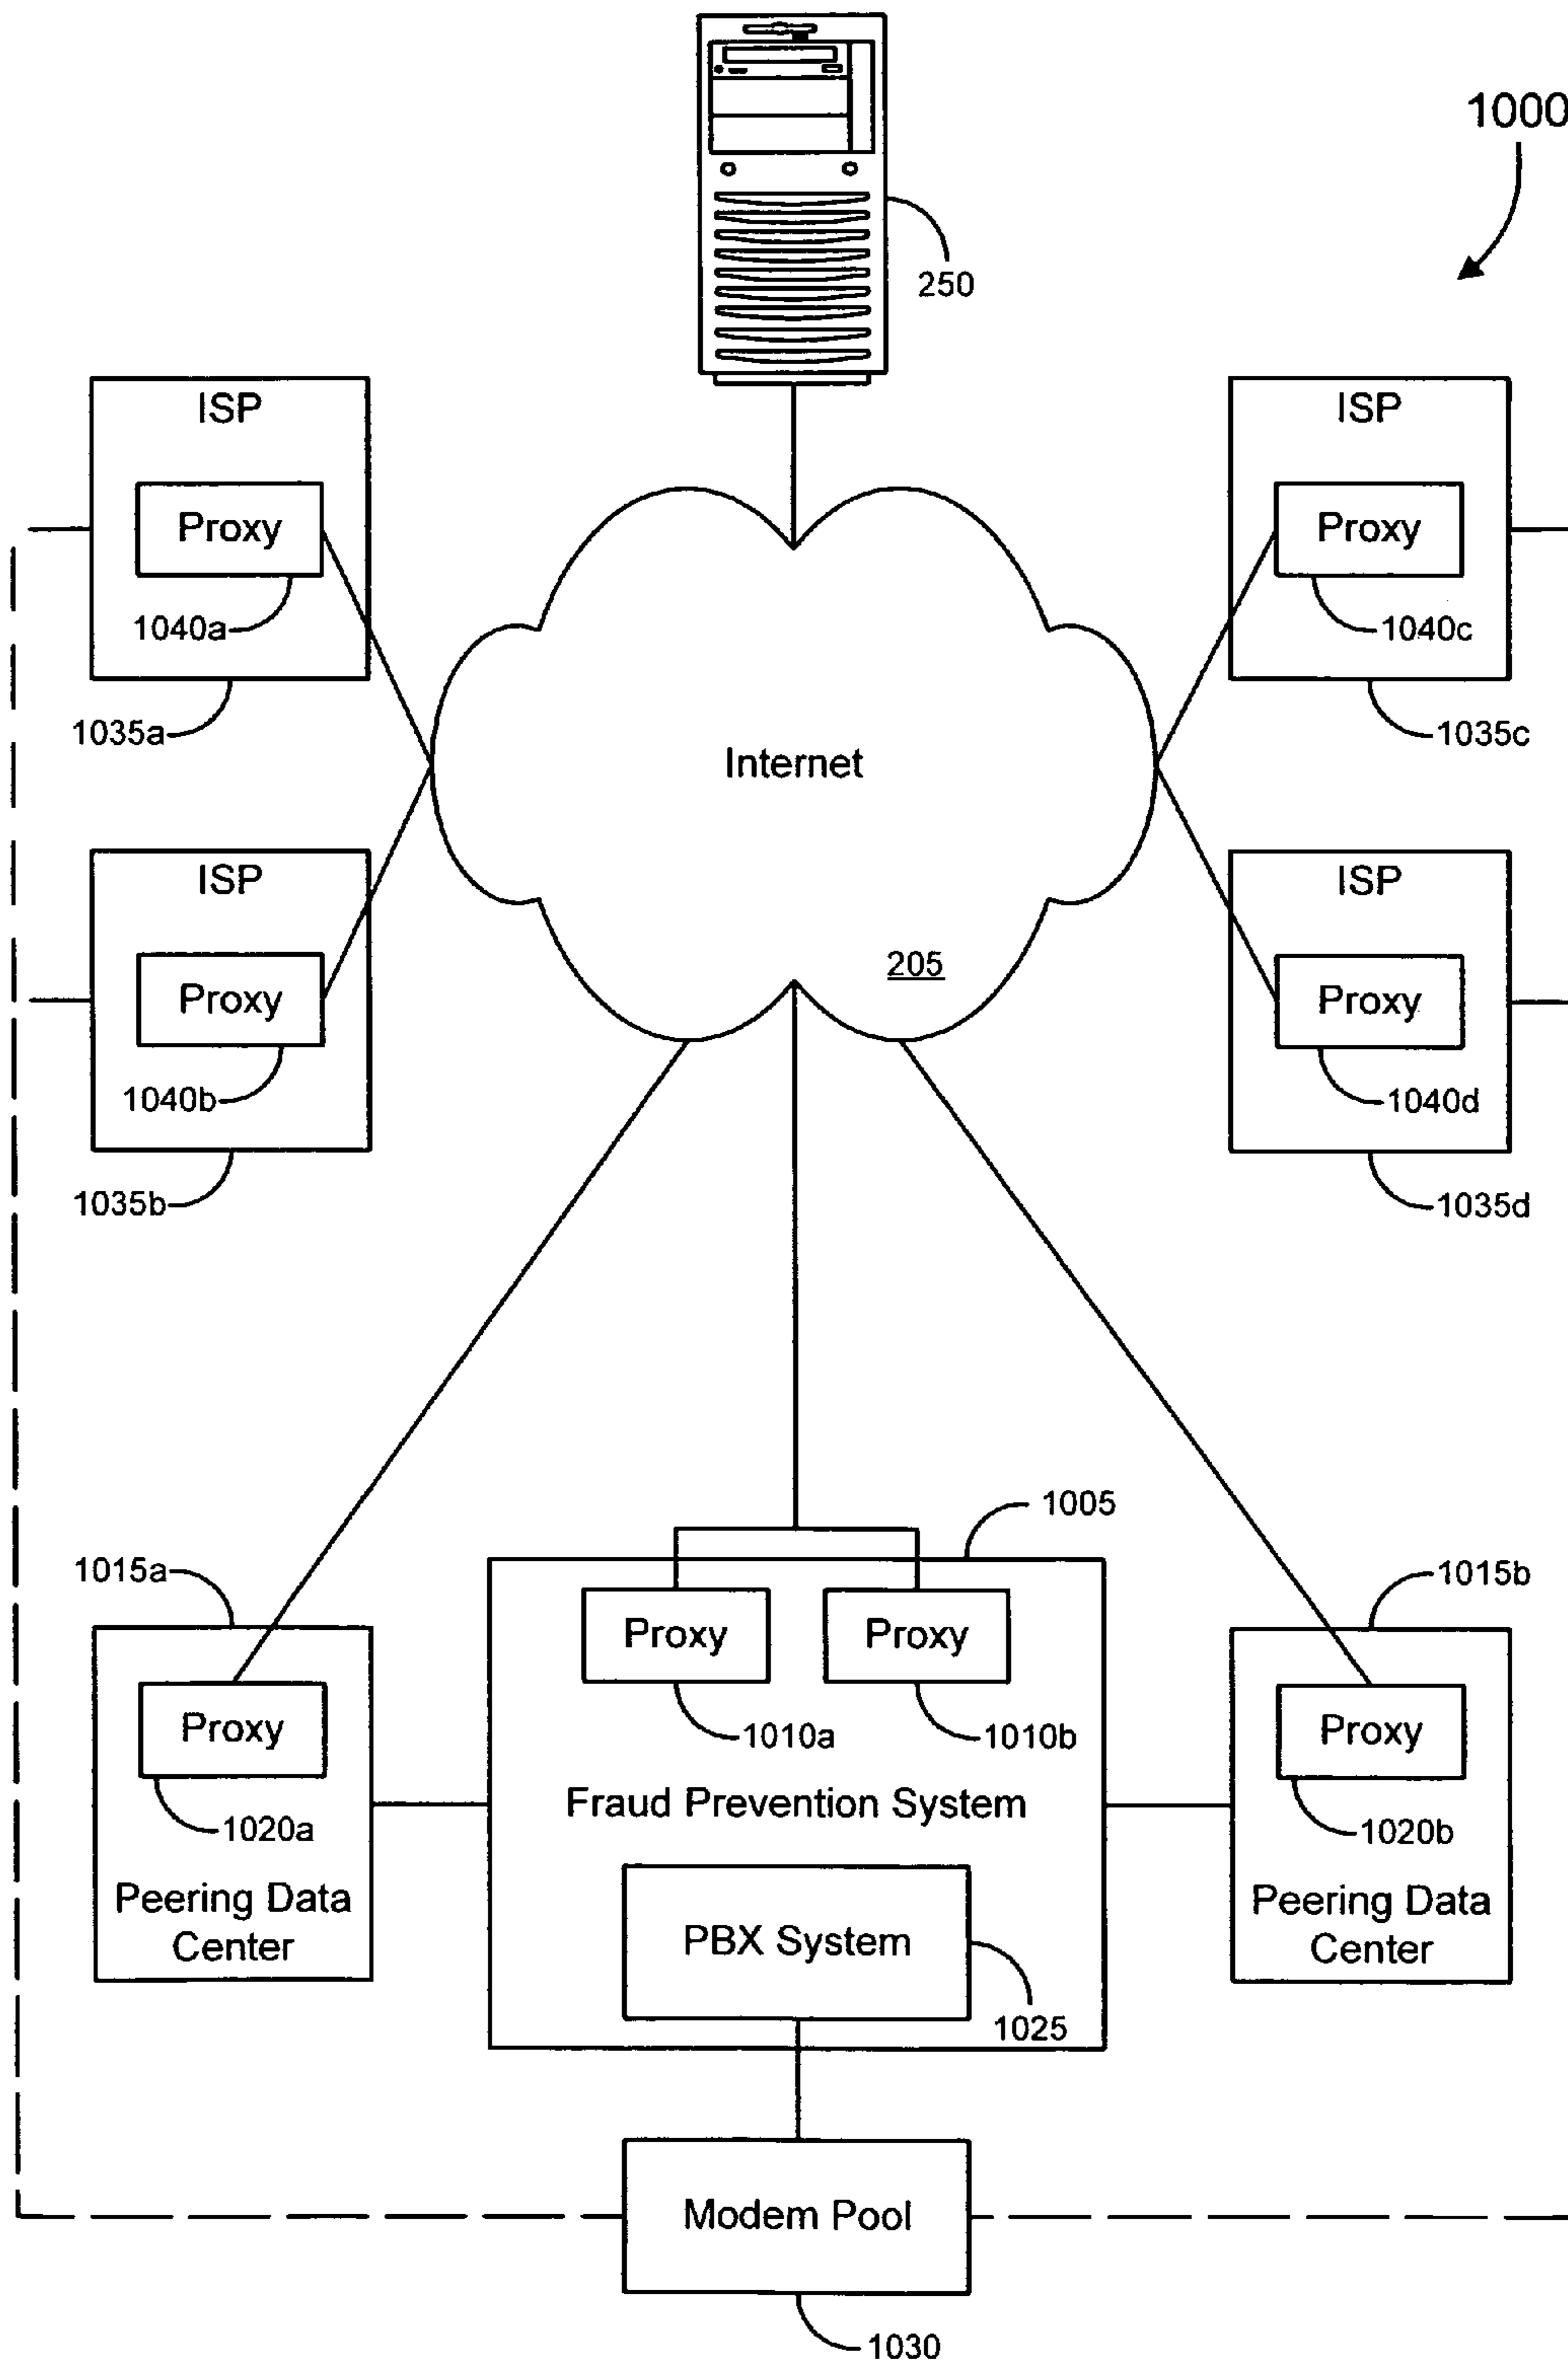 1000
250
ISP
Proxy
1040a
1035a
ISP
Proxy
1040c
1035c
Internet
205
ISP
Proxy
1040b
1035b
ISP
Proxy
1040d
1035d
1005
1015a
Proxy
1020a
Peering Data
Center
Proxy
1010a
Proxy
1010b
Fraud Prevention System
PBX System
1025
1015b
Proxy
1020b
Peering Data
Center
Modem Pool
1030